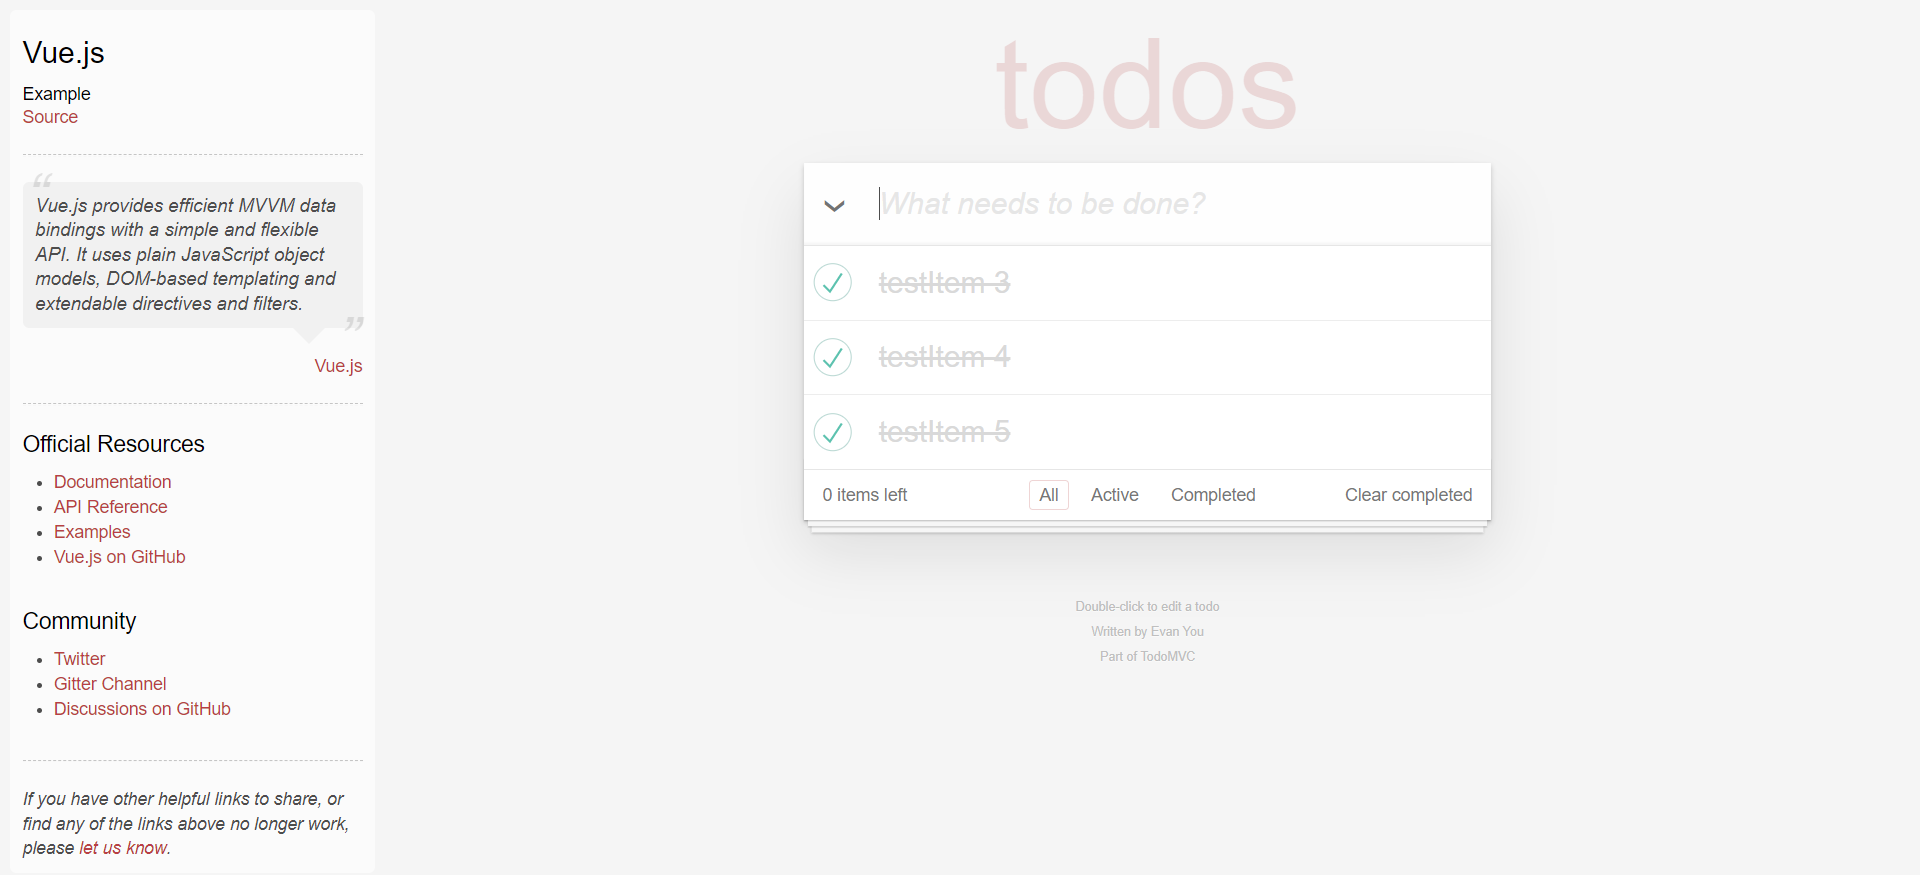 Vue.js
Example
Source
“
Vue.js provides efficient MVVM data
bindings with a simple and flexible
API. It uses plain JavaScript object
models, DOM-based templating and
extendable directives and filters.
”
Vue.js
Official Resources
• Documentation
• API Reference
• Examples
• Vue.js on GitHub
Community
• Twitter
• Gitter Channel
• Discussions on GitHub
If you have other helpful links to share, or
find any of the links above no longer work,
please let us know.
todos
What needs to be done?
testItem 3
testItem 4
testItem 5
0 items left All Active Completed Clear completed
Double-click to edit a todo
Written by Evan You
Part of TodoMVC